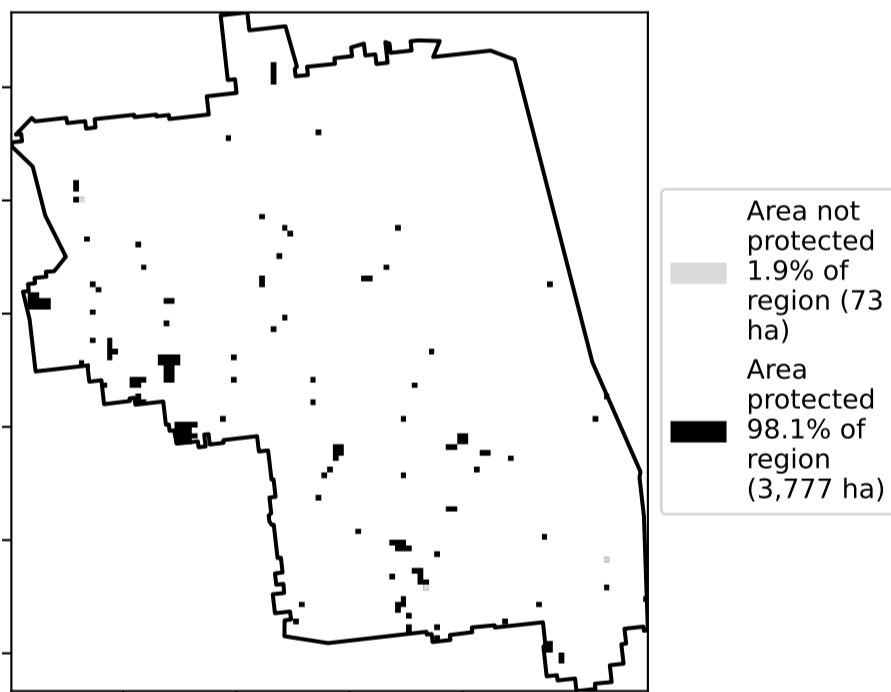 Area not
protected
1.9% of
region (73
ha)
Area
protected
98.1% of
region
(3,777 ha)